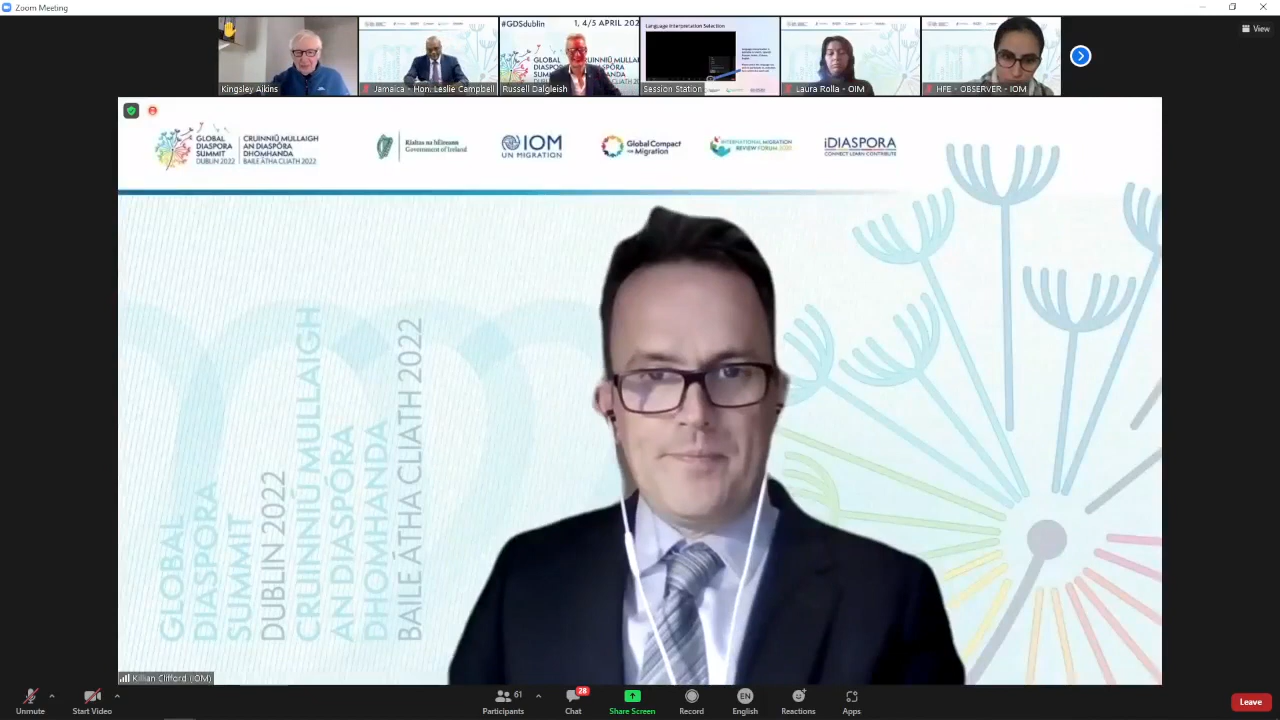 Zoom Meeting
View
#GDSdublin
1, 4/5 APRIL 202
Language Interpretation Selection
Kingsley Aikins
Jamaica - Hon. Leslie Campbell
Russell Dalgleish
Session Station
Laura Rolla - OIM
HFE - OBSERVER - IOM
GLOBAL
DIASPORA
SUMMIT
DUBLIN 2022
CRUINNIÚ MULLAIGH
AN DIASPÓRA
DHOMHANDA
BAILE ÁTHA CLIATH 2022
Rialtas na hÉireann
Government of Ireland
IOM
UN MIGRATION
Global Compact
for Migration
INTERNATIONAL MIGRATION
REVIEW FORUM 2022
iDIASPORA
CONNECT LEARN CONTRIBUTE
GLOBAL
DIASPORA
SUMMIT
DUBLIN 2022
CRUINNIÚ MULLAIGH
AN DIASPÓRA
DHOMHANDA
BAILE ÁTHA CLIATH 2022
Killian Clifford (IOM)
Unmute
Start Video
61
Participants
28
Chat
Share Screen
Record
EN
English
Reactions
Apps
Leave